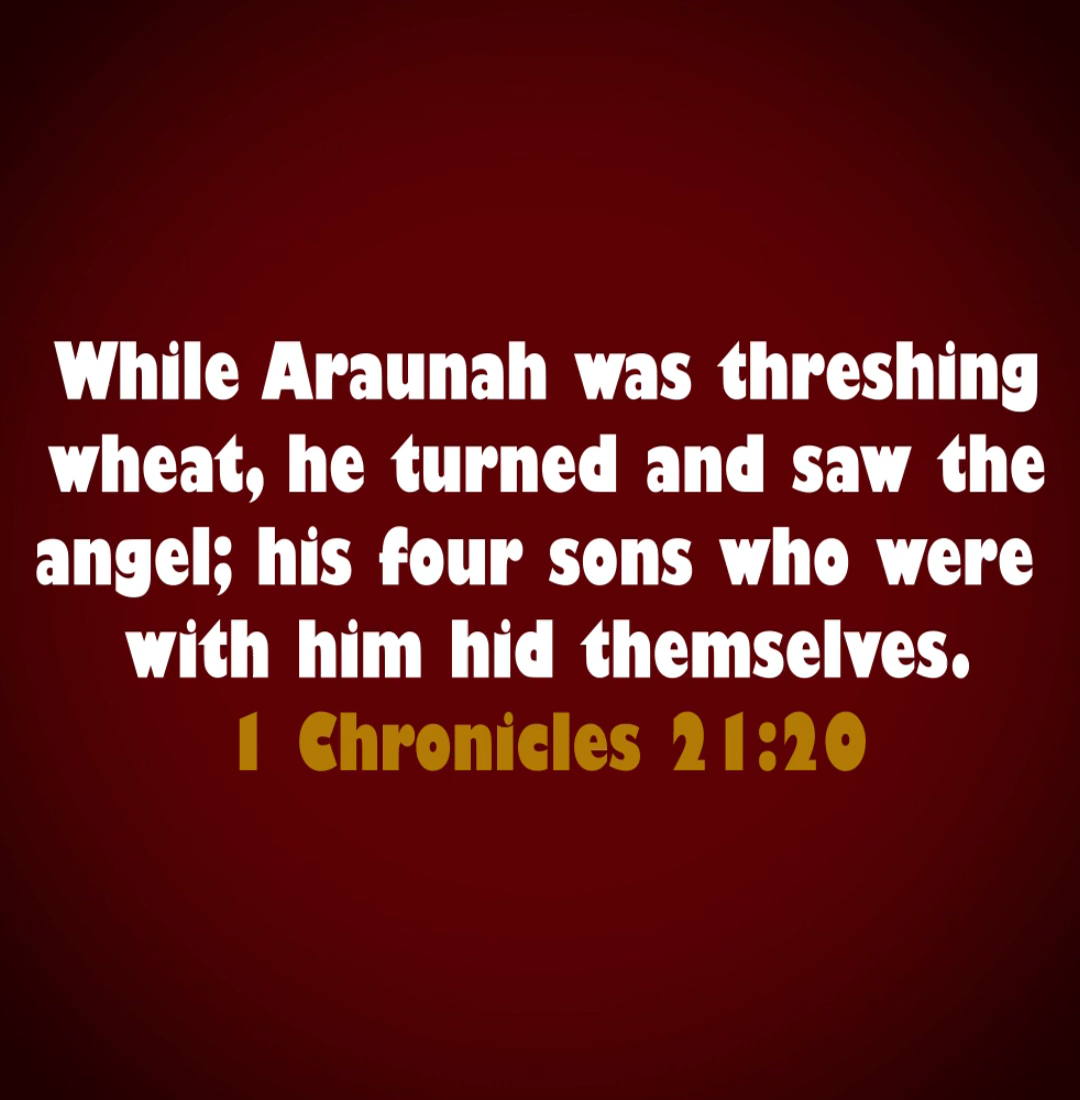 While Araunah was threshing
wheat, he turned and saw the
angel; his four sons who were
with him hid themselves.
1 Chronicles 21:20